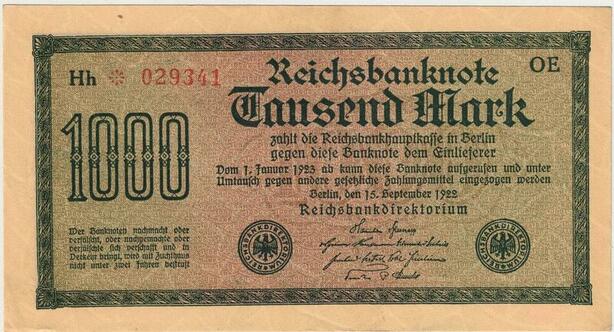 Hh * 029341
Reichsbanknote
OE
Tausend Mark
1000
zahlt die Reichsbankhauptkasse in Berlin
gegen diese Banknote dem Einlieferer
Vom 1. Januar 1923 ab kann diese Banknote aufgerufen und unter
Umtausch gegen andere gesetzliche Zahlungsmittel eingezogen werden
Berlin, den 15. September 1922
Reichsbankdirektorium
Wer Banknoten nachmacht oder
verfälscht, oder nachgemachte oder
verfälschte sich verschafft und in
Verkehr bringt, wird mit Zuchthaus
nicht unter zwei Jahren bestraft
REICHSBANKDIREKTORIUM
REICHSBANKDIREKTORIUM